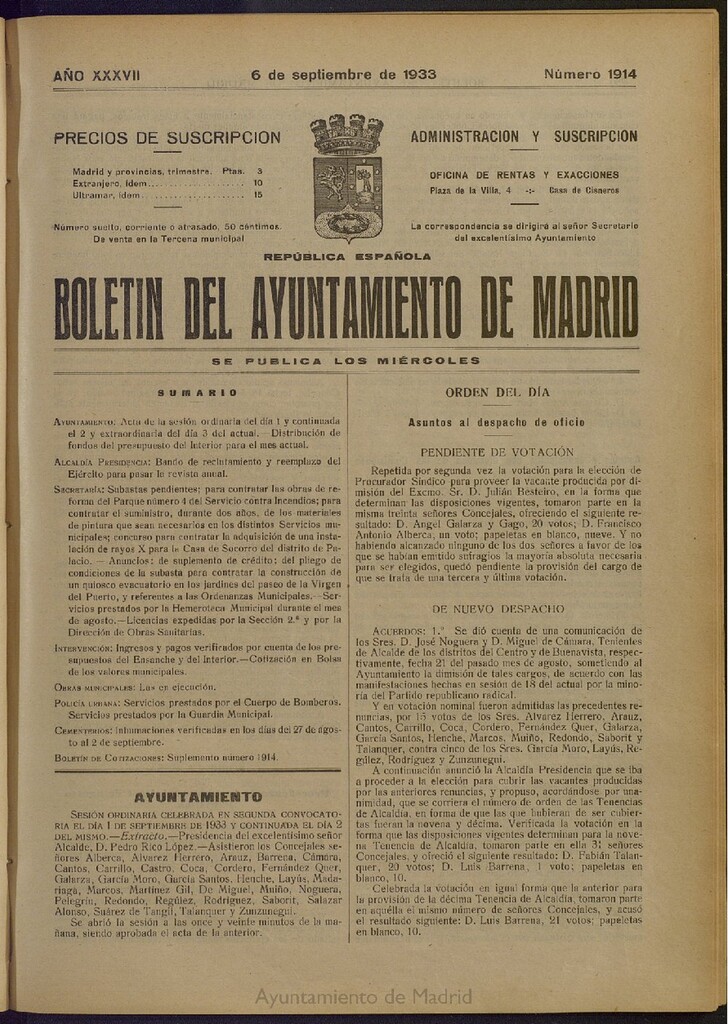 AÑO XXXVII
6 de septiembre de 1933
Número 1914
PRECIOS DE SUSCRIPCION
Madrid y provincias, trimestre. Ptas. 3
Extranjero, ídem...................... 10
Ultramar, ídem....................... 15
Número suelto, corriente o atrasado, 50 céntimos.
De venta en la Tercena municipal
ADMINISTRACION Y SUSCRIPCION
OFICINA DE RENTAS Y EXACCIONES
Plaza de la Villa, 4 -:- Casa de Cisneros
La correspondencia se dirigirá al señor Secretario
del excelentísimo Ayuntamiento
REPÚBLICA ESPAÑOLA
BOLETIN DEL AYUNTAMIENTO DE MADRID
SE PUBLICA LOS MIÉRCOLES
SUMARIO
AYUNTAMIENTO: Acta de la sesión ordinaria del día 1 y continuada
el 2 y extraordinaria del día 3 del actual.—Distribución de
fondos del presupuesto del Interior para el mes actual.
ALCALDÍA PRESIDENCIA: Bando de reclutamiento y reemplazo del
Ejército para pasar la revista anual.
SECRETARÍA: Subastas pendientes; para contratar las obras de re-
forma del Parque número 4 del Servicio contra Incendios; para
contratar el suministro, durante dos años, de los materiales
de pintura que sean necesarios en los distintos Servicios mu-
nicipales; concurso para contratar la adquisición de una insta-
lación de rayos X para la Casa de Socorro del distrito de Pa-
lacio. — Anuncios: de suplemento de crédito; del pliego de
condiciones de la subasta para contratar la construcción de
un quiosco evacuatorio en los jardines del paseo de la Virgen
del Puerto, y referentes a las Ordenanzas Municipales.—Ser-
vicios prestados por la Hemeroteca Municipal durante el mes
de agosto.—Licencias expedidas por la Sección 2.ª y por la
Dirección de Obras Sanitarias.
INTERVENCIÓN: Ingresos y pagos verificados por cuenta de los pre-
supuestos del Ensanche y del Interior.—Cotización en Bolsa
de los valores municipales.
OBRAS MUNICIPALES: Las en ejecución.
POLICÍA URBANA: Servicios prestados por el Cuerpo de Bomberos.
Servicios prestados por la Guardia Municipal.
CEMENTERIOS: Inhumaciones verificadas en los días del 27 de agos-
to al 2 de septiembre.
BOLETÍN DE COTIZACIONES: Suplemento número 1914.
AYUNTAMIENTO
SESIÓN ORDINARIA CELEBRADA EN SEGUNDA CONVOCATO-
RIA EL DÍA 1 DE SEPTIEMBRE DE 1933 Y CONTINUADA EL DÍA 2
DEL MISMO.—Extracto.—Presidencia del excelentísimo señor
Alcalde, D. Pedro Rico López.—Asistieron los Concejales se-
ñores Alberca, Alvarez Herrero, Arauz, Barrena, Cámara,
Cantos, Carrillo, Castro, Coca, Cordero, Fernández Quer,
Galarza, García Moro, García Santos, Henche, Layús, Mada-
riaga, Marcos, Martínez Gil, De Miguel, Muiño, Noguera,
Pelegrín, Redondo, Regúlez, Rodríguez, Saborit, Salazar
Alonso, Suárez de Tangil, Talanquer y Zunzunegui.
Se abrió la sesión a las once y veinte minutos de la ma-
ñana, siendo aprobada el acta de la anterior.
ORDEN DEL DÍA
Asuntos al despacho de oficio
PENDIENTE DE VOTACIÓN
Repetida por segunda vez la votación para la elección de
Procurador Síndico para proveer la vacante producida por di-
misión del Excmo. Sr. D. Julián Besteiro, en la forma que
determinan las disposiciones vigentes, tomaron parte en la
misma treinta señores Concejales, ofreciendo el siguiente re-
sultado: D. Angel Galarza y Gago, 20 votos; D. Francisco
Antonio Alberca, un voto; papeletas en blanco, nueve. Y no
habiendo alcanzado ninguno de los dos señores a favor de los
que se habían emitido sufragios la mayoría absoluta necesaria
para ser elegidos, quedó pendiente la provisión del cargo de
que se trata de una tercera y última votación.
DE NUEVO DESPACHO
ACUERDOS: 1.º Se dió cuenta de una comunicación de
los Sres. D. José Noguera y D. Miguel de Cámara, Tenientes
de Alcalde de los distritos del Centro y de Buenavista, respec-
tivamente, fecha 21 del pasado mes de agosto, sometiendo al
Ayuntamiento la dimisión de tales cargos, de acuerdo con las
manifestaciones hechas en sesión de 18 del actual por la mino-
ría del Partido republicano radical.
Y en votación nominal fueron admitidas las precedentes re-
nuncias, por 15 votos de los Sres. Alvarez Herrero, Arauz,
Cantos, Carrillo, Coca, Cordero, Fernández Quer, Galarza,
García Santos, Henche, Marcos, Muiño, Redondo, Saborit y
Talanquer, contra cinco de los Sres. García Moro, Layús, Re-
gúlez, Rodríguez y Zunzunegui.
A continuación anunció la Alcaldía Presidencia que se iba
a proceder a la elección para cubrir las vacantes producidas
por las anteriores renuncias, y propuso, acordándose por una-
nimidad, que se corriera el número de orden de las Tenencias
de Alcaldía, en forma de que las que hubieran de ser cubier-
tas fueran la novena y décima. Verificada la votación en la
forma que las disposiciones vigentes determinan para la nove-
na Tenencia de Alcaldía, tomaron parte en ella 31 señores
Concejales, y ofreció el siguiente resultado: D. Fabián Talan-
quer, 20 votos; D. Luis Barrena, 1 voto; papeletas en
blanco, 10.
Celebrada la votación en igual forma que la anterior para
la provisión de la décima Tenencia de Alcaldía, tomaron parte
en aquélla el mismo número de señores Concejales, y acusó
el resultado siguiente: D. Luis Barrena, 21 votos; papeletas
en blanco, 10.
Ayuntamiento de Madrid